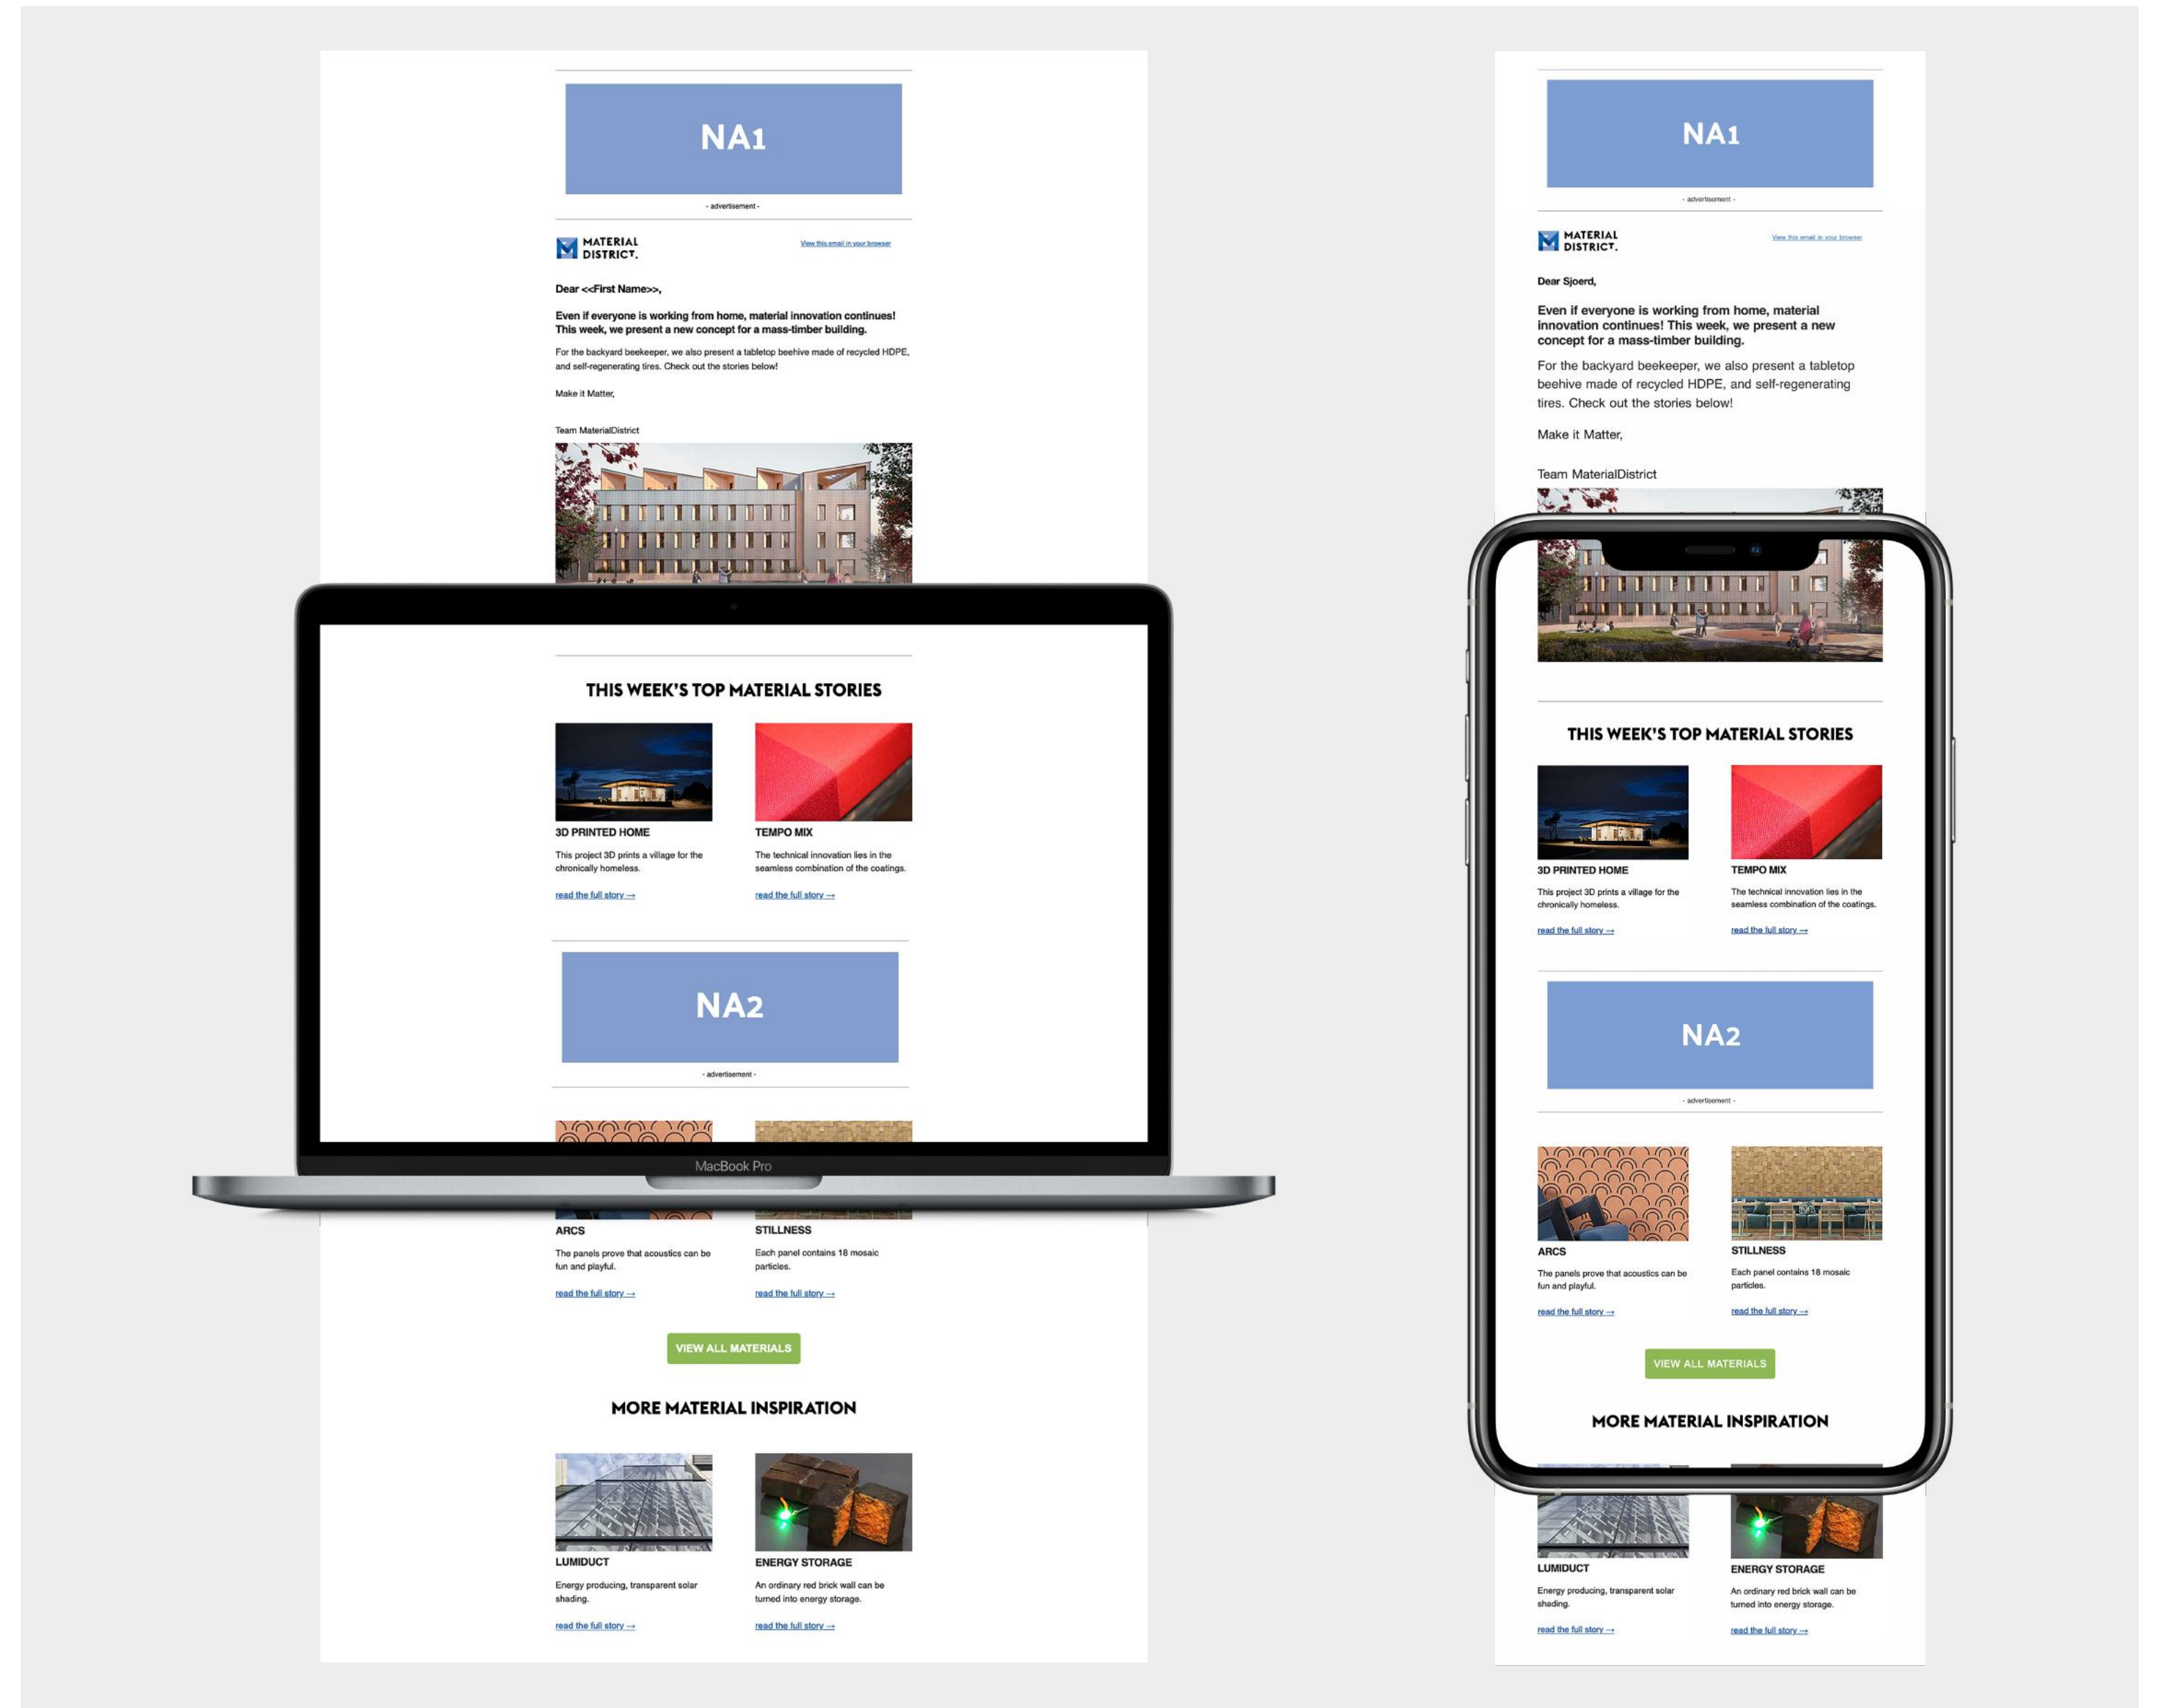 NA1
- advertisement -
MATERIAL
DISTRICT.
View this email in your browser
Dear <<First Name>>,
Even if everyone is working from home, material innovation continues!
This week, we present a new concept for a mass-timber building.
For the backyard beekeeper, we also present a tabletop beehive made of recycled HDPE,
and self-regenerating tires. Check out the stories below!
Make it Matter,
Team MaterialDistrict
THIS WEEK'S TOP MATERIAL STORIES
3D PRINTED HOME
This project 3D prints a village for the
chronically homeless.
read the full story →
TEMPO MIX
The technical innovation lies in the
seamless combination of the coatings.
read the full story →
NA2
- advertisement -
MacBook Pro
ARCS
The panels prove that acoustics can be
fun and playful.
read the full story →
STILLNESS
Each panel contains 18 mosaic
particles.
read the full story →
VIEW ALL MATERIALS
MORE MATERIAL INSPIRATION
LUMIDUCT
Energy producing, transparent solar
shading.
read the full story →
ENERGY STORAGE
An ordinary red brick wall can be
turned into energy storage.
read the full story →
NA1
- advertisement -
MATERIAL
DISTRICT.
View this email in your browser
Dear Sjoerd,
Even if everyone is working from home, material
innovation continues! This week, we present a new
concept for a mass-timber building.
For the backyard beekeeper, we also present a tabletop
beehive made of recycled HDPE, and self-regenerating
tires. Check out the stories below!
Make it Matter,
Team MaterialDistrict
THIS WEEK'S TOP MATERIAL STORIES
3D PRINTED HOME
This project 3D prints a village for the
chronically homeless.
read the full story →
TEMPO MIX
The technical innovation lies in the
seamless combination of the coatings.
read the full story →
NA2
- advertisement -
ARCS
The panels prove that acoustics can be
fun and playful.
read the full story →
STILLNESS
Each panel contains 18 mosaic
particles.
read the full story →
VIEW ALL MATERIALS
MORE MATERIAL INSPIRATION
LUMIDUCT
Energy producing, transparent solar
shading.
read the full story →
ENERGY STORAGE
An ordinary red brick wall can be
turned into energy storage.
read the full story →